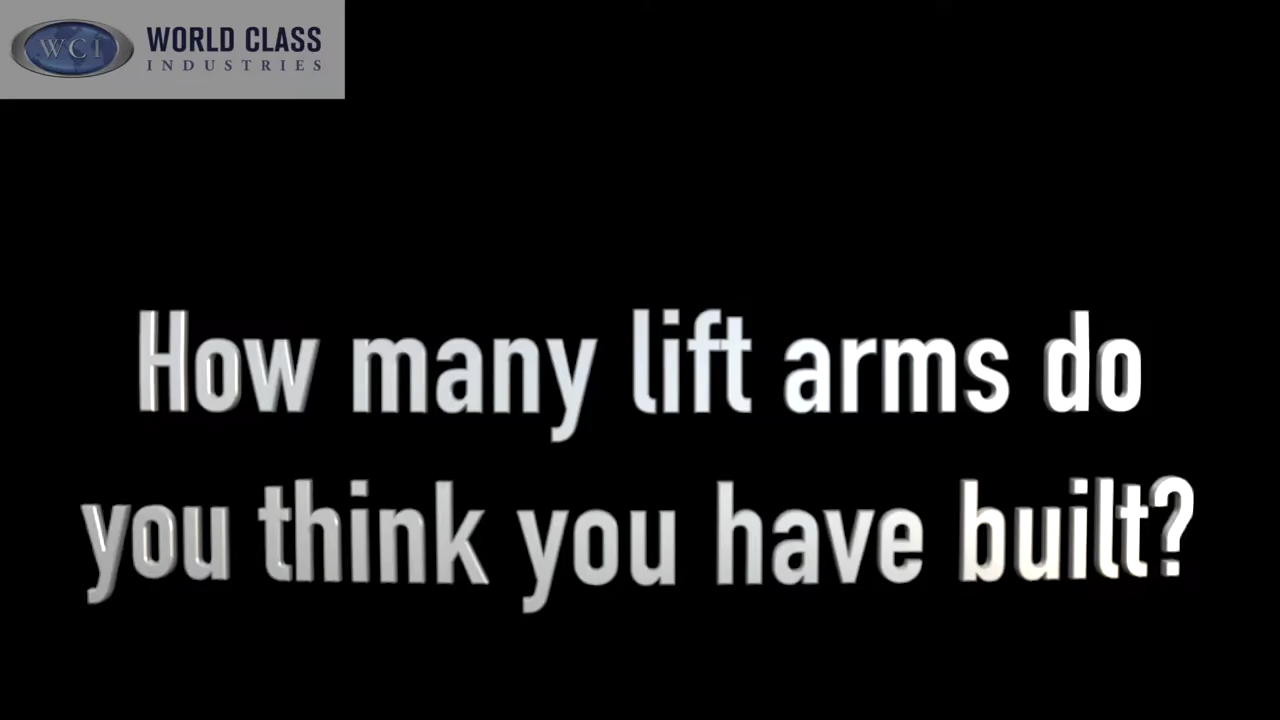 WCI
WORLD CLASS
INDUSTRIES
How many lift arms do
you think you have built?